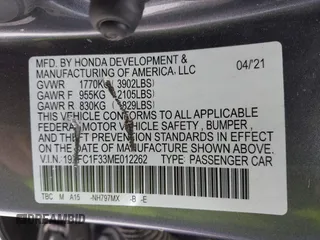 MFD. BY HONDA DEVELOPMENT & 04/21
MANUFACTURING OF AMERICA, LLC
GVWR 1770KG (3902LBS)
GAWR F 955KG (2105LBS)
GAWR R 830KG (1829LBS)
THIS VEHICLE CONFORMS TO ALL APPLICABLE
FEDERAL MOTOR VEHICLE SAFETY, BUMPER, AND
THEFT PREVENTION STANDARDS IN EFFECT ON THE
DATE OF MANUFACTURE SHOWN ABOVE.
V.I.N. FC1F33ME012262 TYPE: PASSENGER CAR
TBC M A15 NH797MX -B -E
DREAMBID